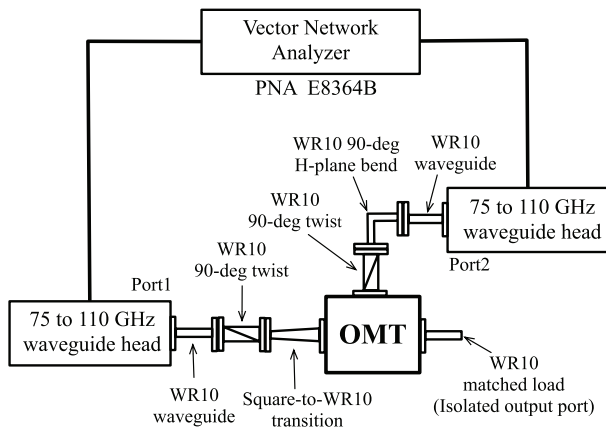 Vector Network
Analyzer
PNA E8364B
WR10 90-deg
H-plane bend
WR10
waveguide
WR10
90-deg twist
75 to 110 GHz
waveguide head
Port2
WR10
90-deg twist
Port1
75 to 110 GHz
waveguide head
OMT
WR10
waveguide
Square-to-WR10
transition
WR10
matched load
(Isolated output port)